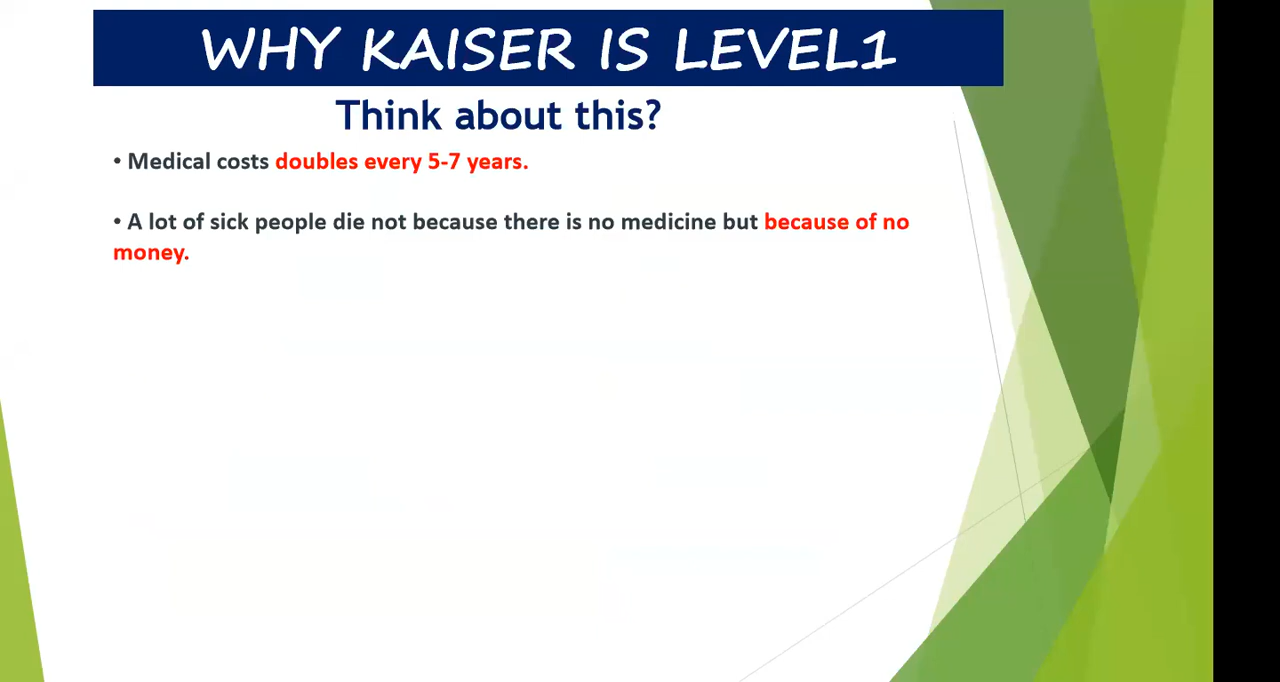 WHY KAISER IS LEVEL1
Think about this?
• Medical costs doubles every 5-7 years.
• A lot of sick people die not because there is no medicine but because of no
money.